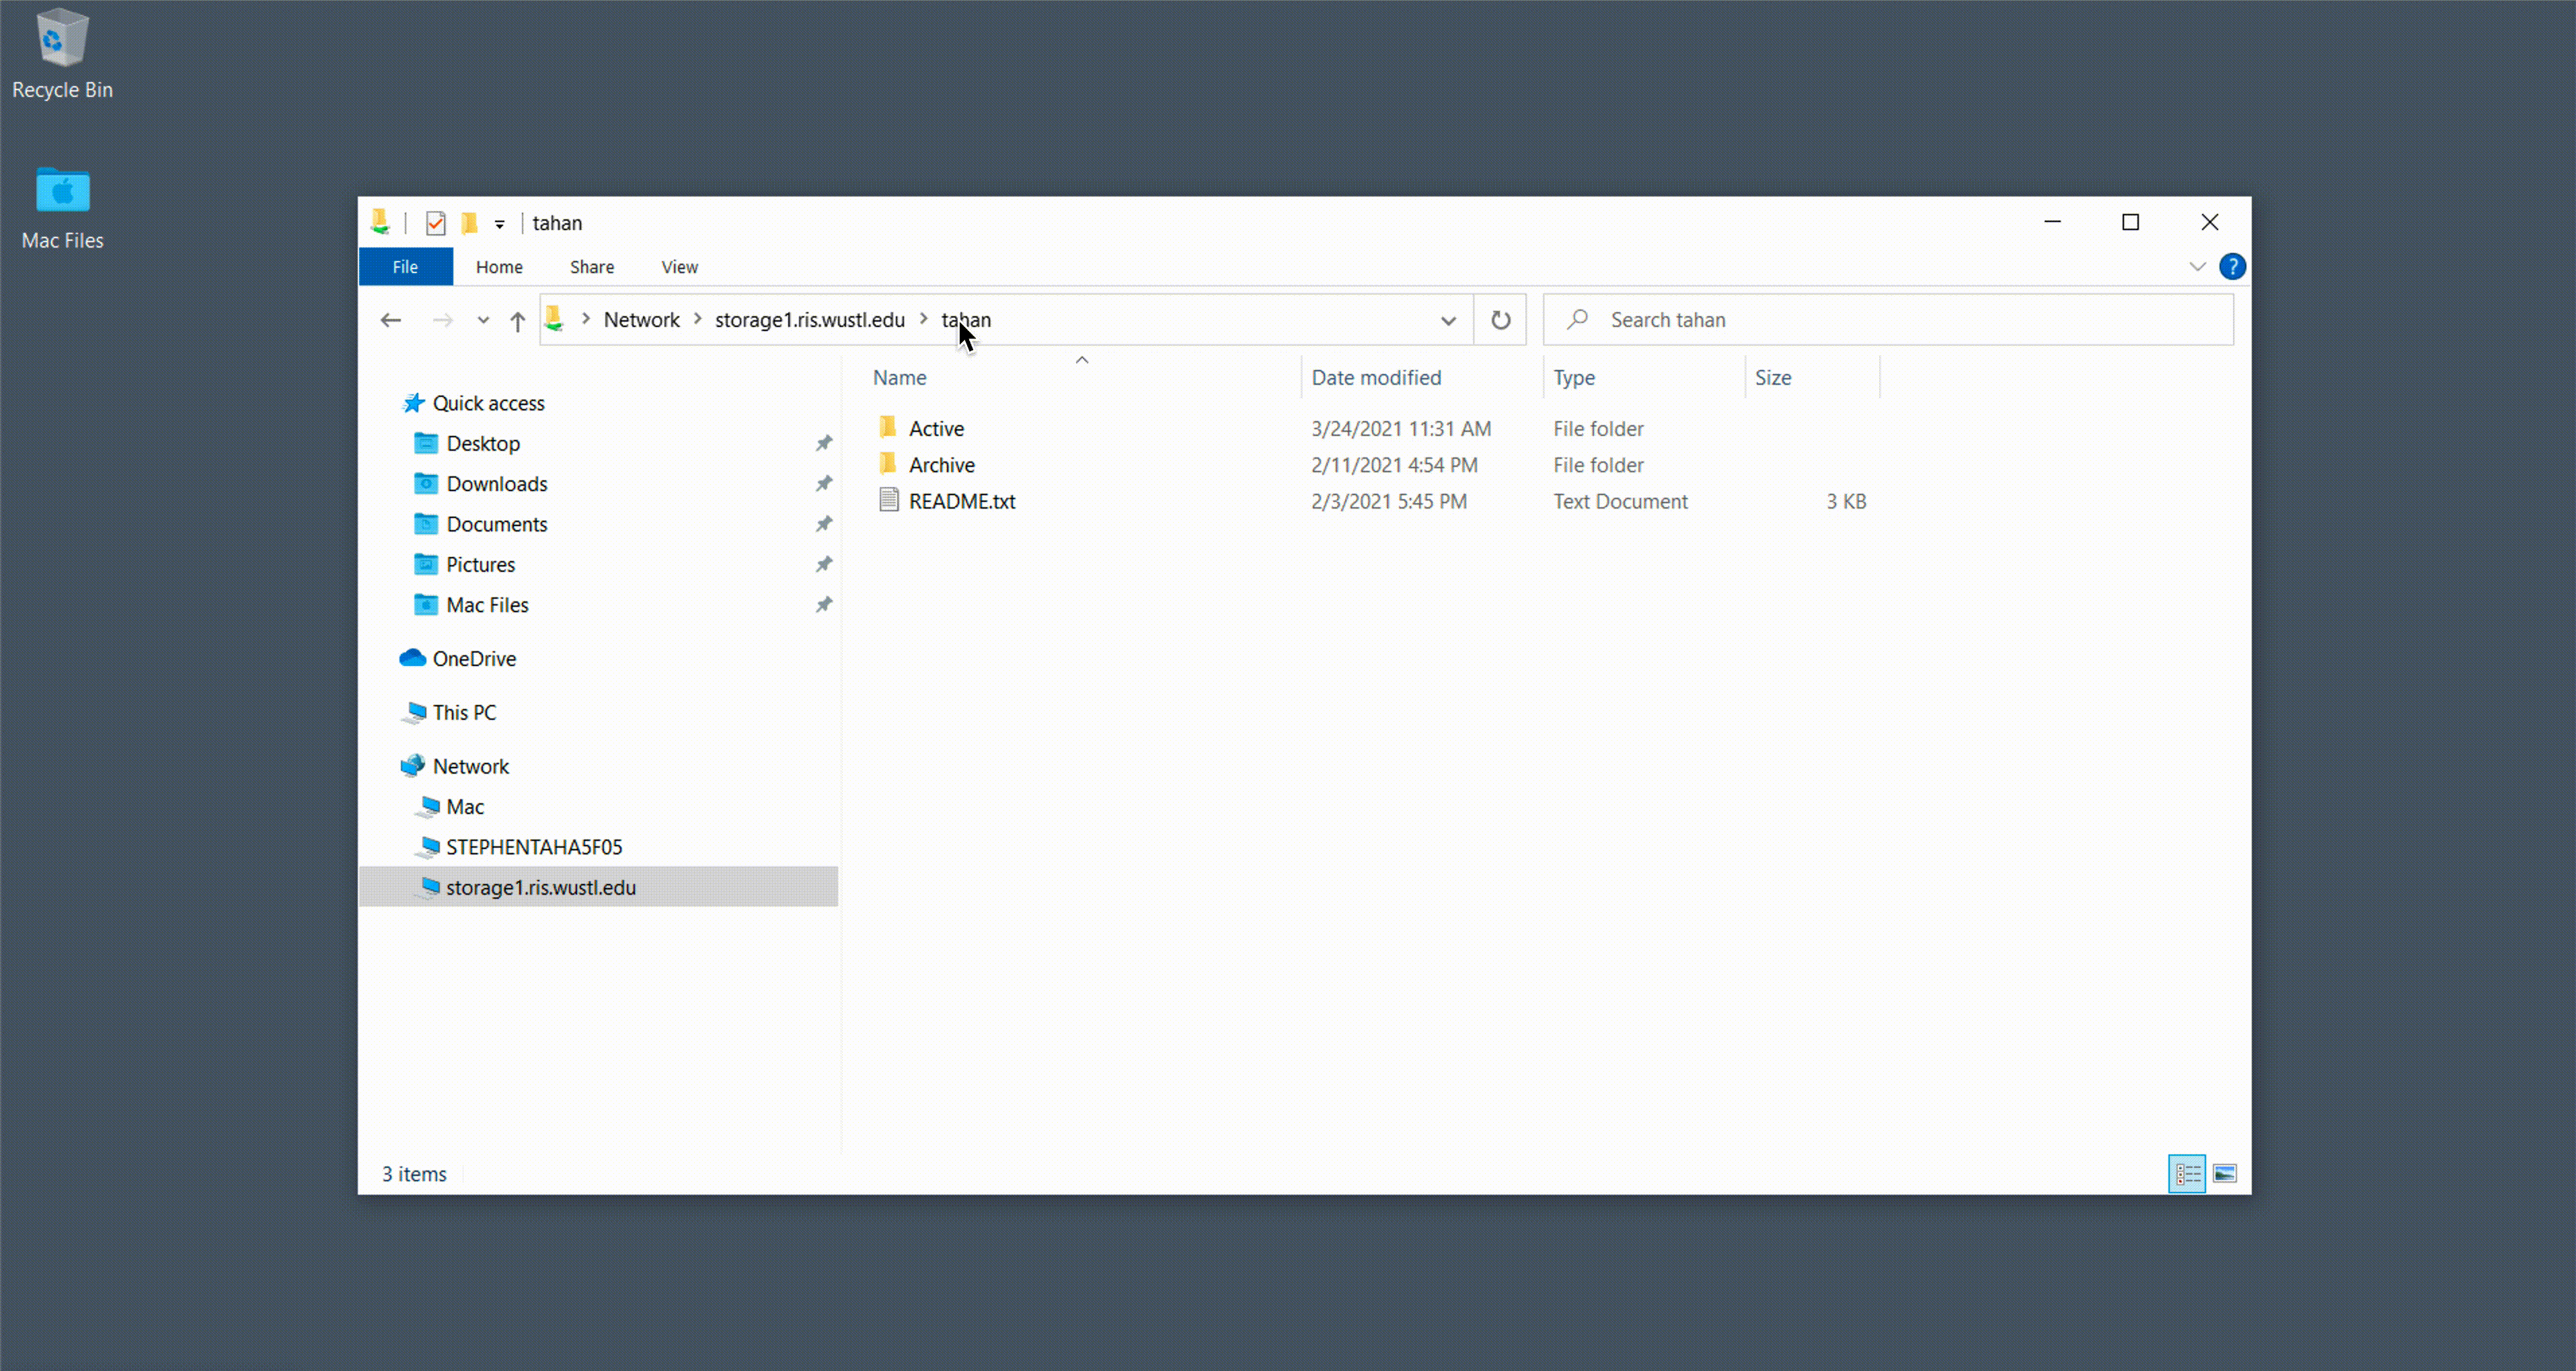 Recycle Bin
Mac Files
tahan
File Home Share View
?
Network storage1.ris.wustl.edu tahan
Search tahan
Name Date modified Type Size
Active 3/24/2021 11:31 AM File folder
Archive 2/11/2021 4:54 PM File folder
README.txt 2/3/2021 5:45 PM Text Document 3 KB
Quick access
Desktop
Downloads
Documents
Pictures
Mac Files
OneDrive
This PC
Network
Mac
STEPHENTAHA5F05
storage1.ris.wustl.edu
3 items